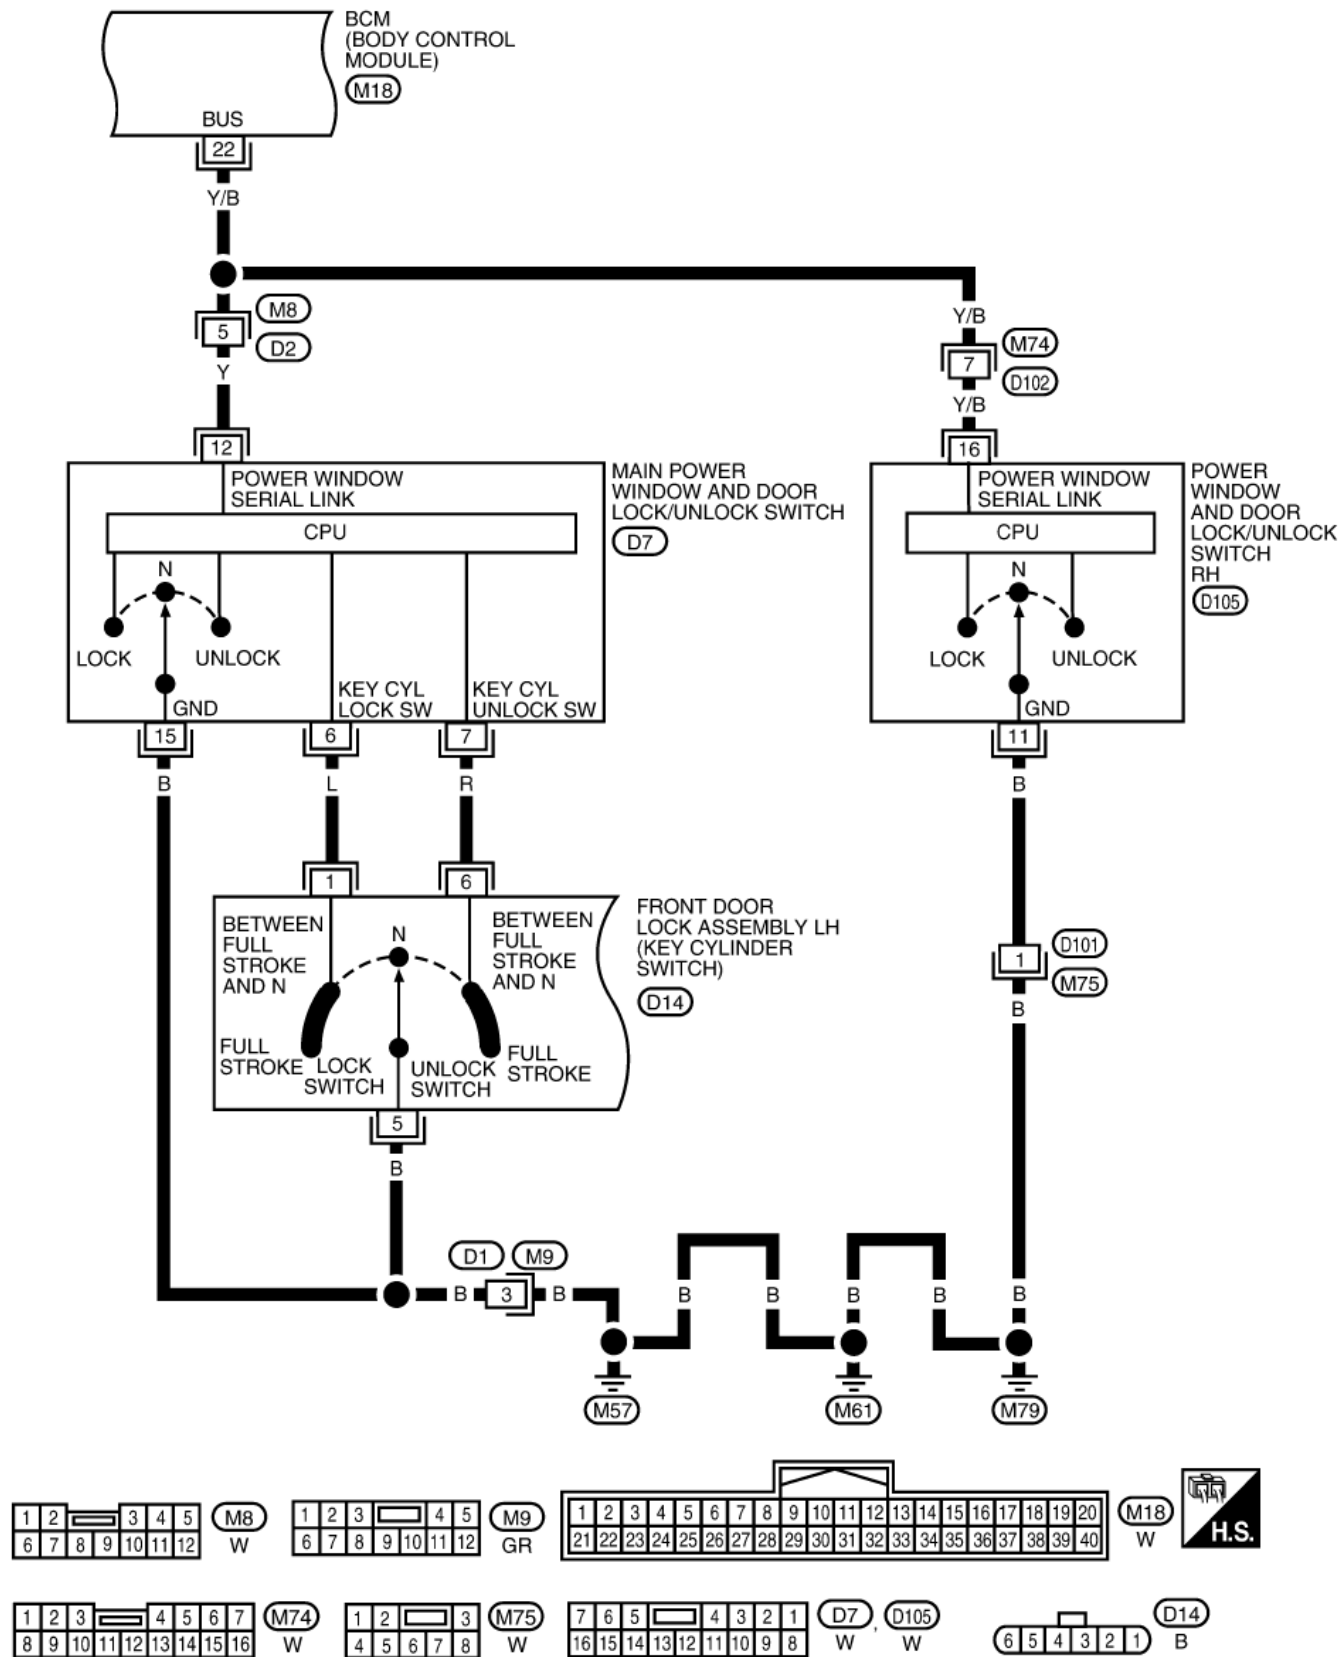 BCM
(BODY CONTROL
MODULE)
M18
BUS
22
Y/B
M8
5
D2
Y
Y/B
M74
7
D102
Y/B
12
POWER WINDOW
SERIAL LINK
CPU
N
LOCK
UNLOCK
GND
KEY CYL
LOCK SW
KEY CYL
UNLOCK SW
MAIN POWER
WINDOW AND DOOR
LOCK/UNLOCK SWITCH
D7
16
POWER WINDOW
SERIAL LINK
CPU
N
LOCK
UNLOCK
GND
POWER
WINDOW
AND DOOR
LOCK/UNLOCK
SWITCH
RH
D105
15
6
7
11
B
L
R
B
1
6
BETWEEN
FULL
STROKE
AND N
N
BETWEEN
FULL
STROKE
AND N
FULL
STROKE
LOCK
SWITCH
UNLOCK
SWITCH
FULL
STROKE
FRONT DOOR
LOCK ASSEMBLY LH
(KEY CYLINDER
SWITCH)
D14
5
B
D101
1
M75
B
D1
M9
B
3
B
B
B
B
B
B
M57
M61
M79
1 2 3 4 5
6 7 8 9 10 11 12
M8
W
1 2 3 4 5
6 7 8 9 10 11 12
M9
GR
1 2 3 4 5 6 7 8 9 10 11 12 13 14 15 16 17 18 19 20
21 22 23 24 25 26 27 28 29 30 31 32 33 34 35 36 37 38 39 40
M18
W
H.S.
1 2 3 4 5 6 7
8 9 10 11 12 13 14 15 16
M74
W
1 2 3
4 5 6 7 8
M75
W
7 6 5 4 3 2 1
16 15 14 13 12 11 10 9 8
D7 , D105
W W
6 5 4 3 2 1
D14
B